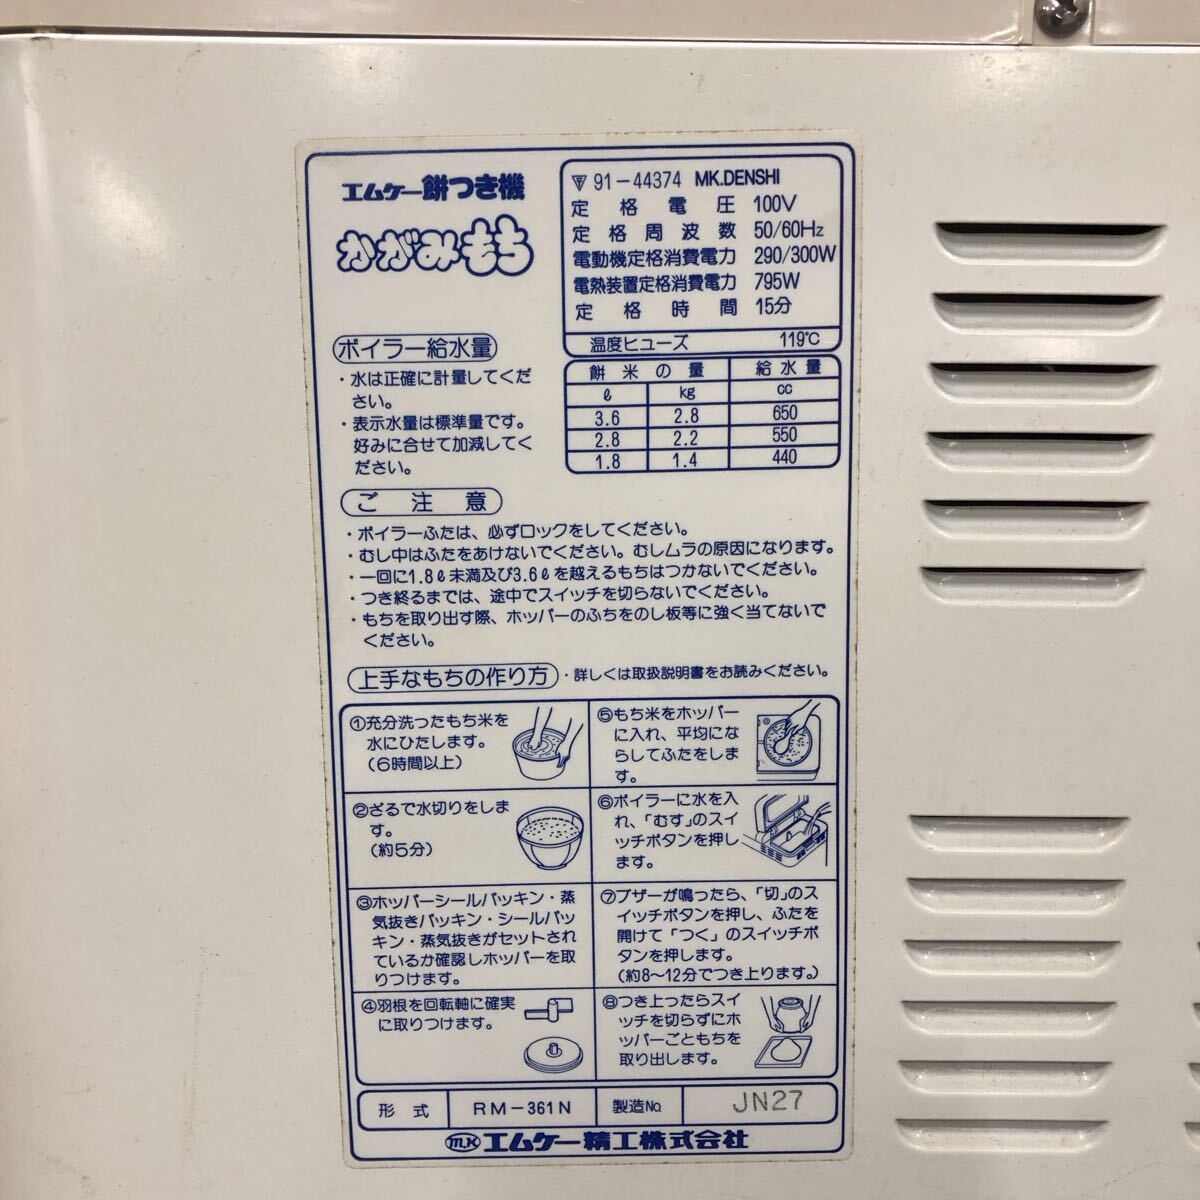 エムケー餅つき機
かがみもち
91-44374 MK.DENSHI
定格電圧 100V
定格周波数 50/60Hz
電動機定格消費電力 290/300W
電熱装置定格消費電力 795W
定格時間 15分
温度ヒューズ 119℃
ボイラー給水量
・水は正確に計量してくだ
さい。
・表示水量は標準量です。
好みに合せて加減してく
ださい。
餅米の量 給水量
ℓ kg cc
3.6 2.8 650
2.8 2.2 550
1.8 1.4 440
ご注意
・ボイラーふたは、必ずロックをしてください。
・むし中はふたをあけないでください。むしムラの原因になります。
・一回に1.8ℓ未満及び3.6ℓを越えるもちはつかないでください。
・つき終るまでは、途中でスイッチを切らないでください。
・もちを取り出す際、ホッパーのふちをのし板等に強く当てないで
ください。
上手なもちの作り方 ・詳しくは取扱説明書をお読みください。
①充分洗ったもち米を
水にひたします。
(6時間以上)
②ざるで水切りをしま
す。
(約5分)
③ホッパーシールパッキン・蒸
気抜きパッキン・シールパッ
キン・蒸気抜きがセットされ
ているか確認しホッパーを取
りつけます。
④羽根を回転軸に確実
に取りつけます。
⑤もち米をホッパー
に入れ、平均にな
らしてふたをしま
す。
⑥ボイラーに水を入
れ、「むす」のスイ
ッチボタンを押し
ます。
⑦ブザーが鳴ったら、「切」のス
イッチボタンを押し、ふたを
開けて「つく」のスイッチボ
タンを押します。
(約8〜12分でつき上ります。)
⑧つき上ったらスイ
ッチを切らずにホ
ッパーごともちを
取り出します。
形式 RM-361N 製造No. JN27
MK エムケー精工株式会社